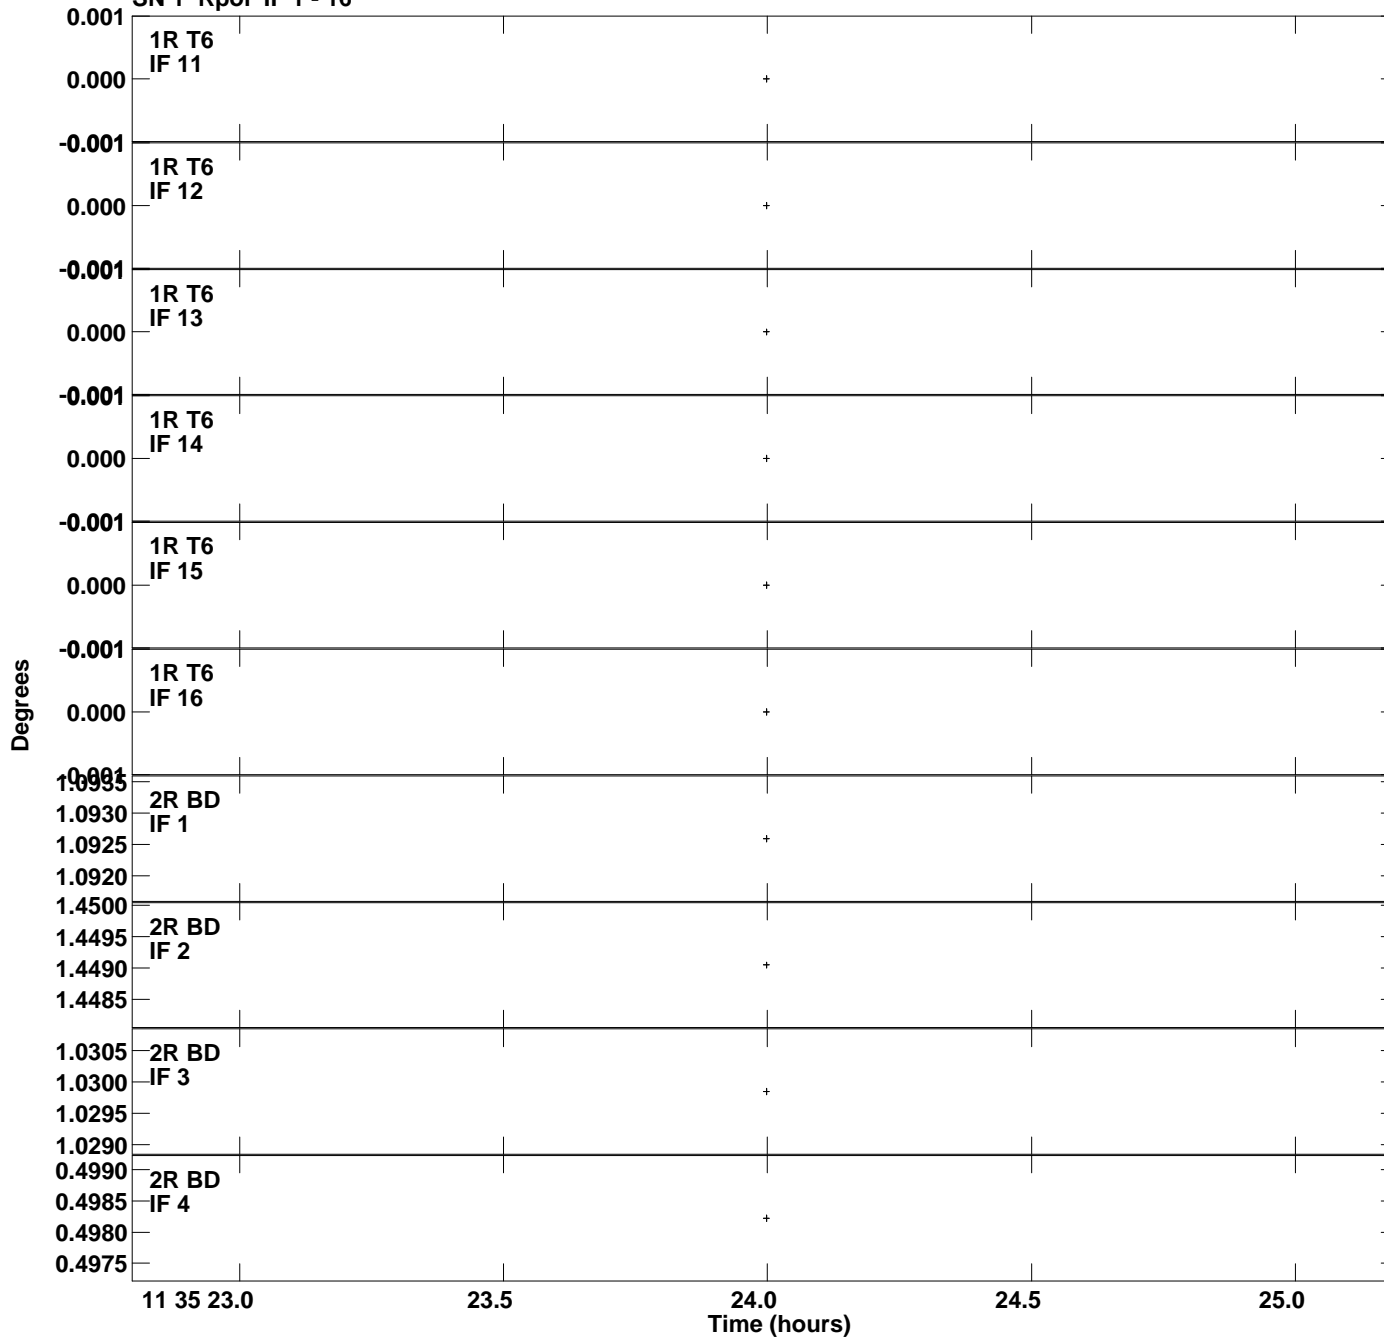 SN 1 Rpol IF 1 - 16
0.001
1R T6
IF 11
0.000
-0.001
1R T6
IF 12
0.000
-0.001
1R T6
IF 13
0.000
-0.001
1R T6
IF 14
0.000
-0.001
1R T6
IF 15
0.000
-0.001
1R T6
IF 16
0.000
-0.001
1.0935
2R BD
IF 1
1.0930
1.0925
1.0920
1.4500
2R BD
IF 2
1.4495
1.4490
1.4485
1.0305
2R BD
IF 3
1.0300
1.0295
1.0290
0.4990
2R BD
IF 4
0.4985
0.4980
0.4975
Degrees
11 35 23.0 23.5 24.0 24.5 25.0
Time (hours)